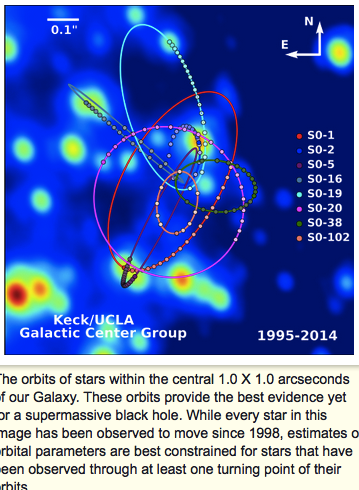 0.1"
N
E
S0-1
S0-2
S0-5
S0-16
S0-19
S0-20
S0-38
S0-102
Keck/UCLA
Galactic Center Group
1995-2014
The orbits of stars within the central 1.0 X 1.0 arcseconds
of our Galaxy. These orbits provide the best evidence yet
for a supermassive black hole. While every star in this
image has been observed to move since 1998, estimates o
orbital parameters are best constrained for stars that have
been observed through at least one turning point of their
orbits.